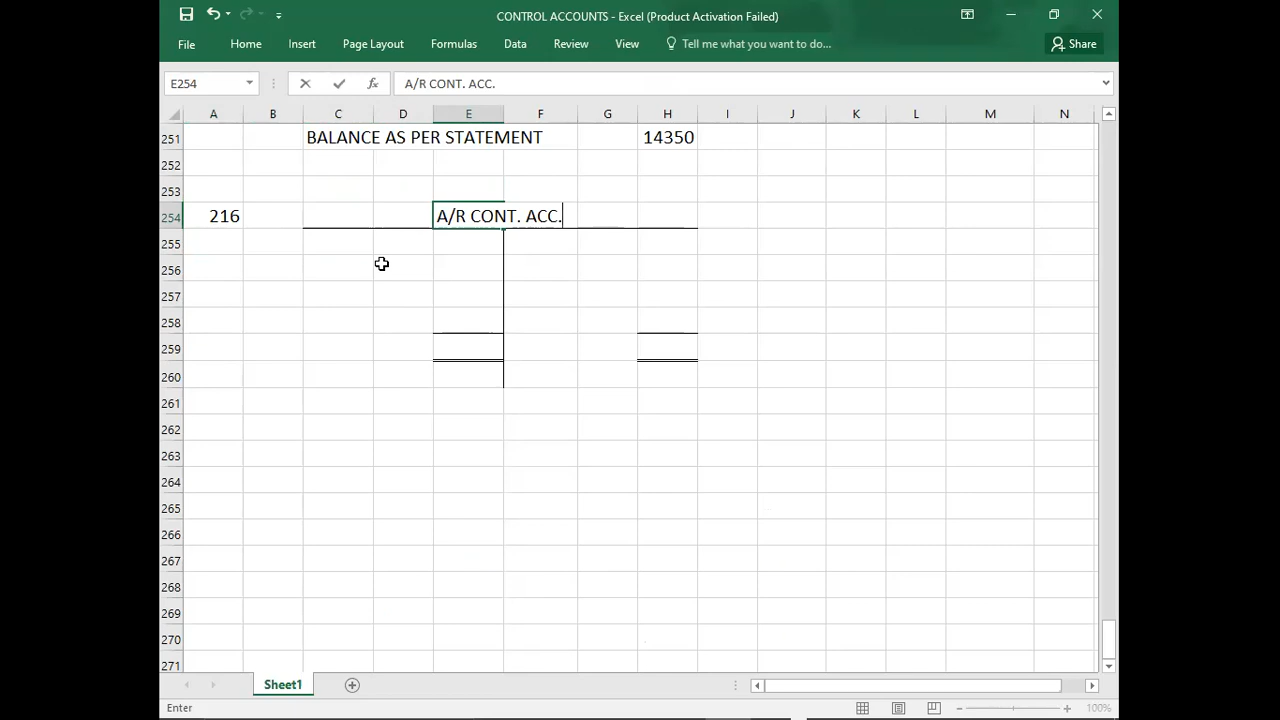 CONTROL ACCOUNTS - Excel (Product Activation Failed)
File Home Insert Page Layout Formulas Data Review View Tell me what you want to do... Share
E254 fx A/R CONT. ACC.
A B C D E F G H I J K L M N
251 BALANCE AS PER STATEMENT 14350
252
253
254 216 A/R CONT. ACC.
255
256
257
258
259
260
261
262
263
264
265
266
267
268
269
270
271
Sheet1
Enter 100%